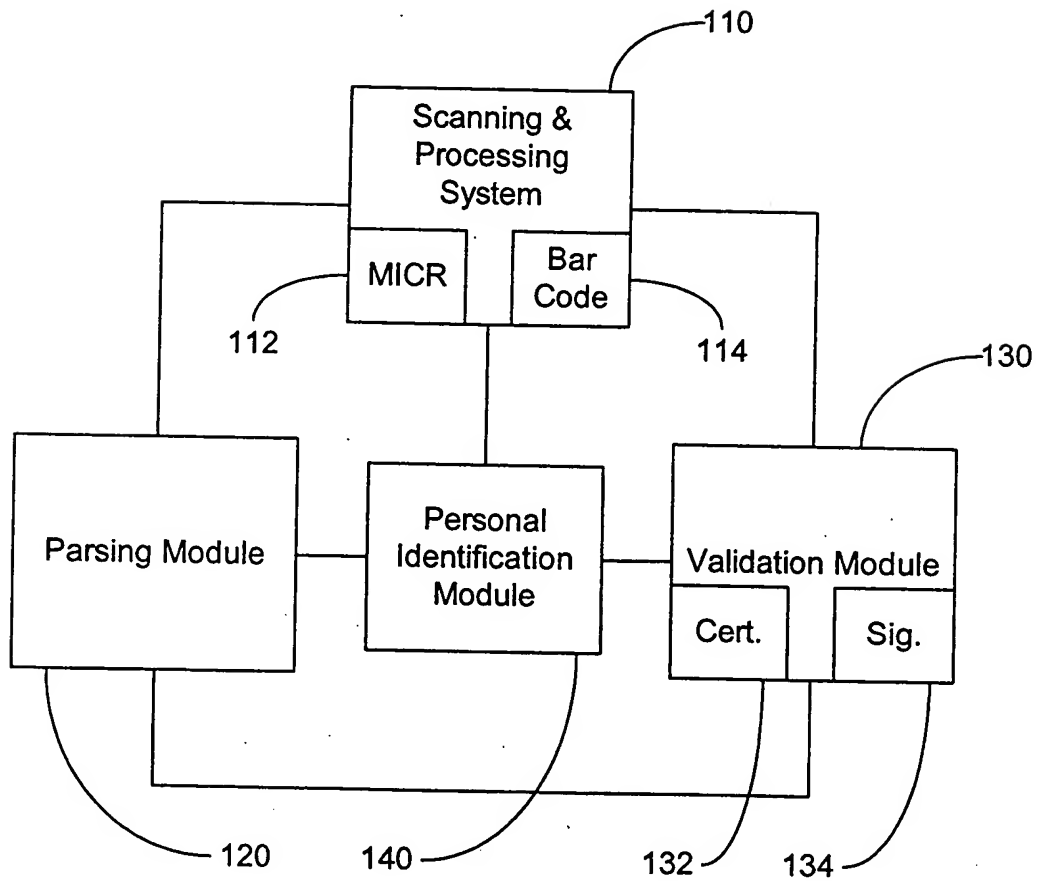 110
Scanning &
Processing
System
MICR
Bar
Code
112
114
130
Parsing Module
Personal
Identification
Module
Validation Module
Cert.
Sig.
120
140
132
134